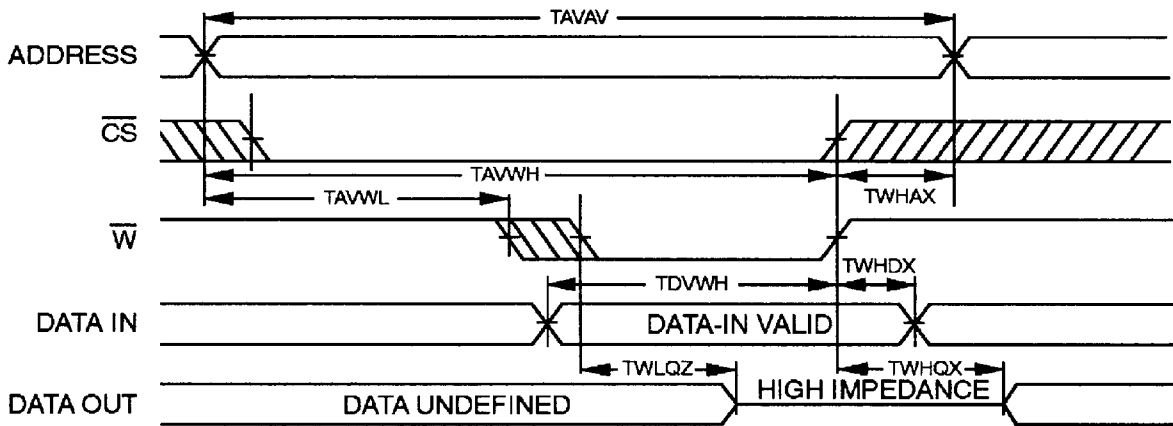 TAVAV
ADDRESS
CS
TAVWH
TWHAX
TAVWL
W
TWHDX
TDVWH
DATA IN
DATA-IN VALID
TWLQZ
TWHQX
HIGH IMPEDANCE
DATA OUT
DATA UNDEFINED